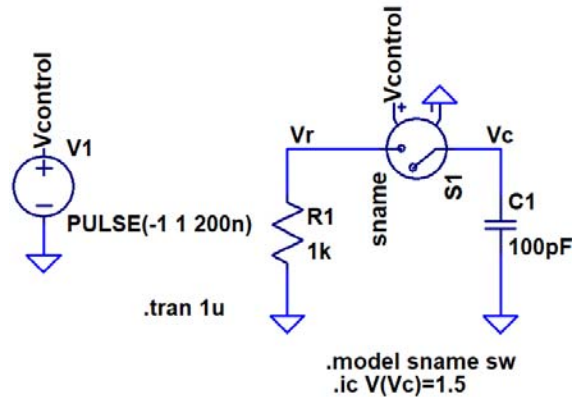 Vcontrol
V1
+
−
PULSE(-1 1 200n)
.tran 1u
Vcontrol
+
Vr
Vc
sname
S1
R1
1k
C1
100pF
.model sname sw
.ic V(Vc)=1.5